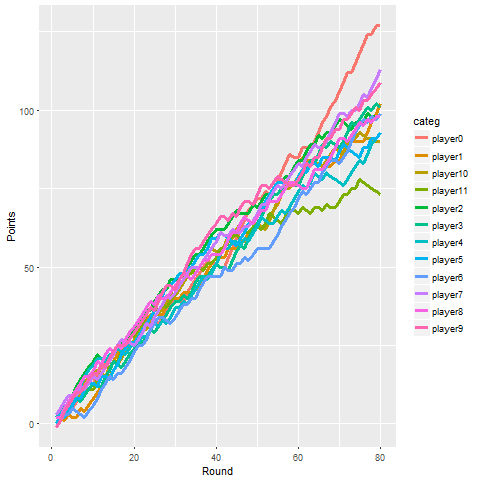 100
50
0
Points
0
20
40
60
80
Round
categ
player0
player1
player10
player11
player2
player3
player4
player5
player6
player7
player8
player9